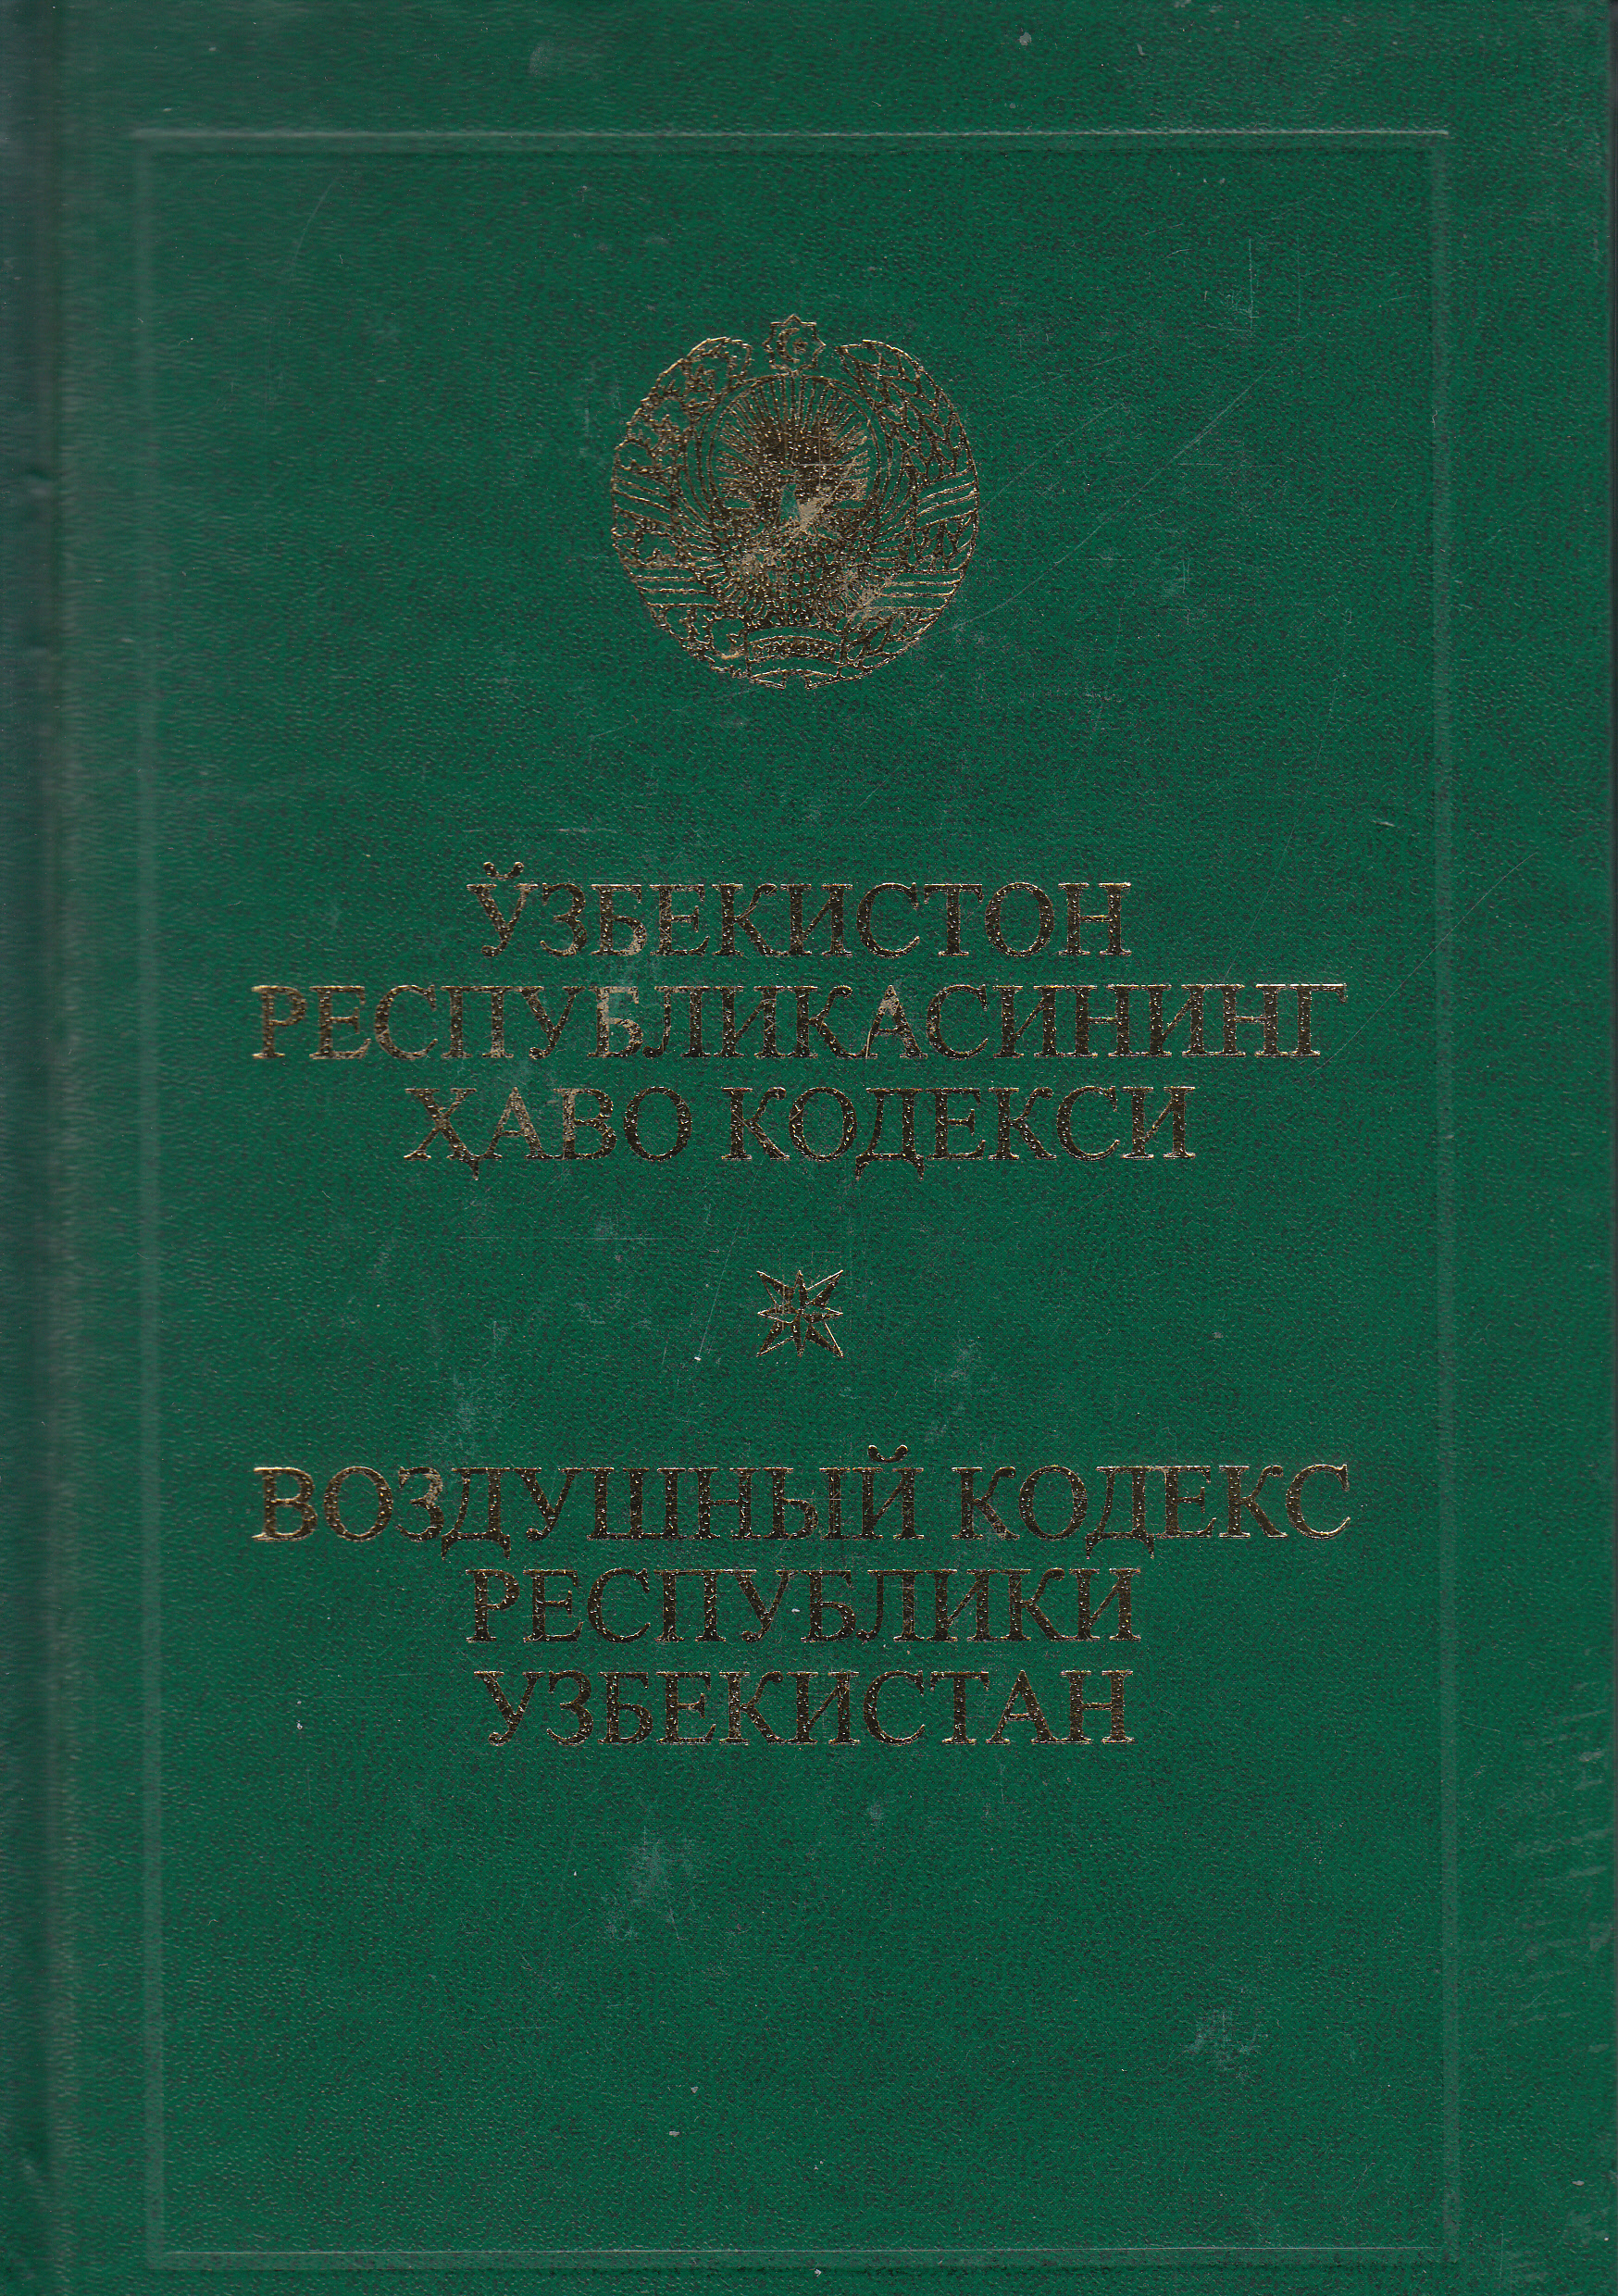 ЎЗБЕКИСТОН
РЕСПУБЛИКАСИНИНГ
ҲАВО КОДЕКСИ
ВОЗДУШНЫЙ КОДЕКС
РЕСПУБЛИКИ
УЗБЕКИСТАН